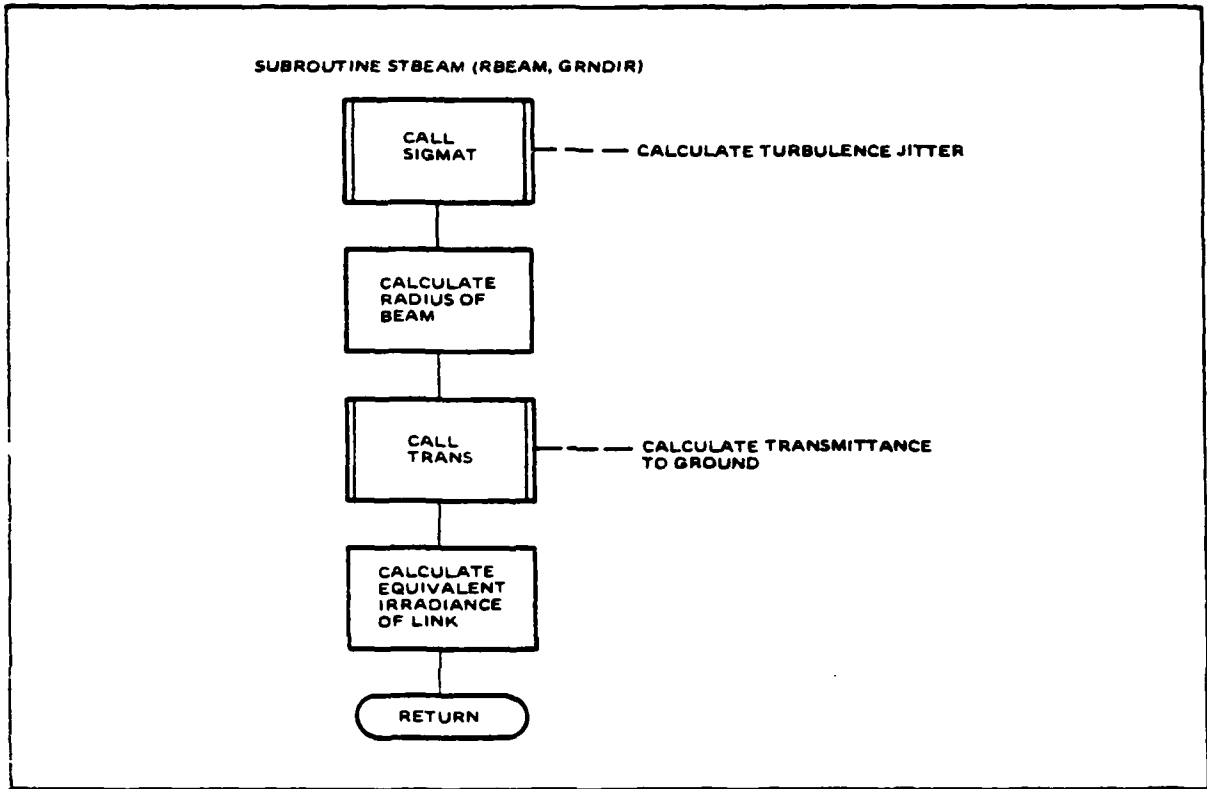 SUBROUTINE STBEAM (RBEAM, GRNDIR)
CALL
SIGMAT
CALCULATE TURBULENCE JITTER
CALCULATE
RADIUS OF
BEAM
CALL
TRANS
CALCULATE TRANSMITTANCE
TO GROUND
CALCULATE
EQUIVALENT
IRRADIANCE
OF LINK
RETURN